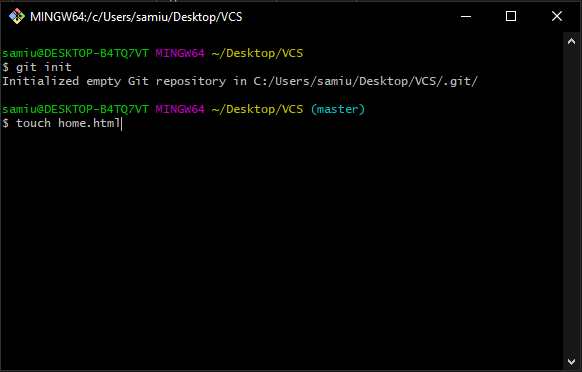 MINGW64:/c/Users/samiu/Desktop/VCS
samiu@DESKTOP-B4TQ7VT MINGW64 ~/Desktop/VCS
$ git init
Initialized empty Git repository in C:/Users/samiu/Desktop/VCS/.git/
samiu@DESKTOP-B4TQ7VT MINGW64 ~/Desktop/VCS (master)
$ touch home.html